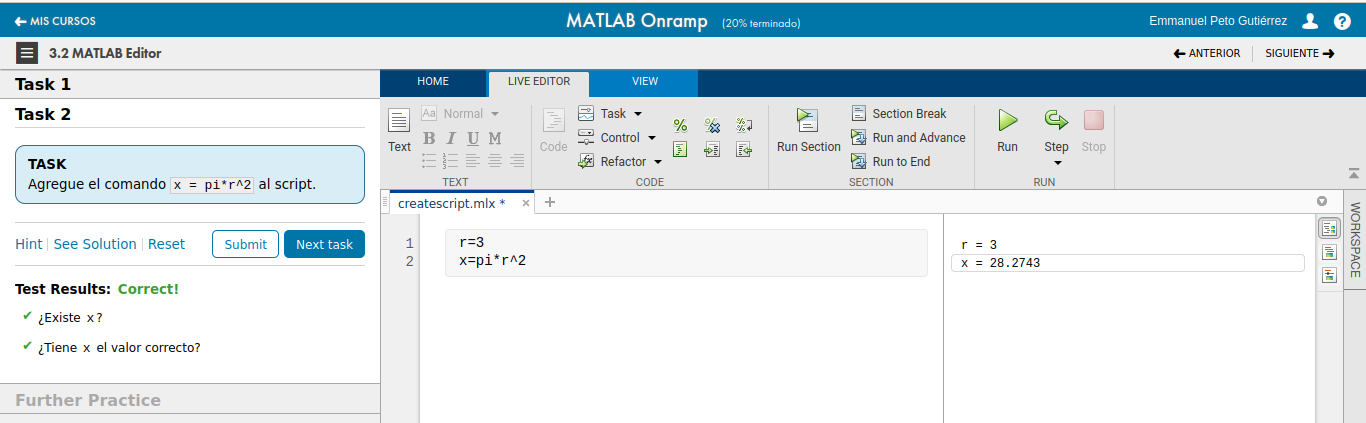 MIS CURSOS
MATLAB Onramp (20% terminado)
Emmanuel Peto Gutiérrez
3.2 MATLAB Editor
ANTERIOR
SIGUIENTE
Task 1
Task 2
TASK
Agregue el comando x = pi*r^2 al script.
Hint
See Solution
Reset
Submit
Next task
Test Results: Correct!
¿Existe x?
¿Tiene x el valor correcto?
Further Practice
HOME
LIVE EDITOR
VIEW
Text
Aa Normal
B I U M
TEXT
Code
Task
Control
Refactor
CODE
Run Section
Section Break
Run and Advance
Run to End
SECTION
Run
Step
Stop
RUN
createscript.mlx * × +
1 r=3
2 x=pi*r^2
r = 3
x = 28.2743
WORKSPACE